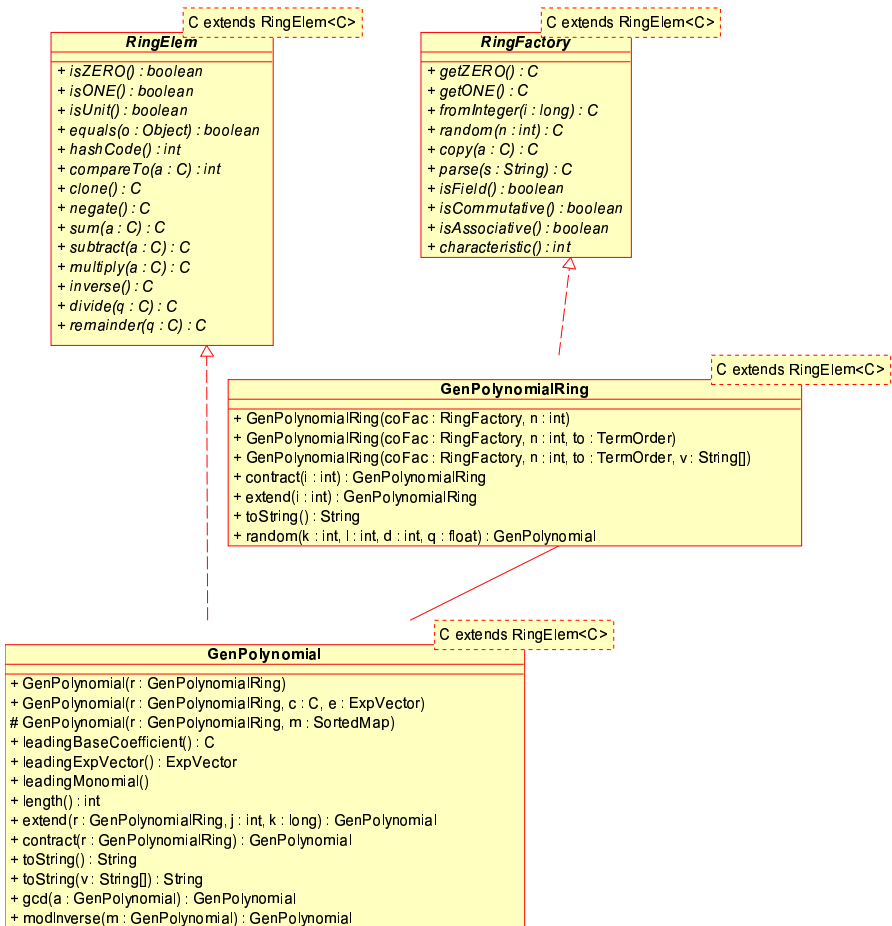 C extends RingElem<C>
RingElem
+ isZERO() : boolean
+ isONE() : boolean
+ isUnit() : boolean
+ equals(o : Object) : boolean
+ hashCode() : int
+ compareTo(a : C) : int
+ clone() : C
+ negate() : C
+ sum(a : C) : C
+ subtract(a : C) : C
+ multiply(a : C) : C
+ inverse() : C
+ divide(q : C) : C
+ remainder(q : C) : C
C extends RingElem<C>
RingFactory
+ getZERO() : C
+ getONE() : C
+ fromInteger(i : long) : C
+ random(n : int) : C
+ copy(a : C) : C
+ parse(s : String) : C
+ isField() : boolean
+ isCommutative() : boolean
+ isAssociative() : boolean
+ characteristic() : int
C extends RingElem<C>
GenPolynomialRing
+ GenPolynomialRing(coFac : RingFactory, n : int)
+ GenPolynomialRing(coFac : RingFactory, n : int, to : TermOrder)
+ GenPolynomialRing(coFac : RingFactory, n : int, to : TermOrder, v : String[])
+ contract(i : int) : GenPolynomialRing
+ extend(i : int) : GenPolynomialRing
+ toString() : String
+ random(k : int, l : int, d : int, q : float) : GenPolynomial
C extends RingElem<C>
GenPolynomial
+ GenPolynomial(r : GenPolynomialRing)
+ GenPolynomial(r : GenPolynomialRing, c : C, e : ExpVector)
# GenPolynomial(r : GenPolynomialRing, m : SortedMap)
+ leadingBaseCoefficient() : C
+ leadingExpVector() : ExpVector
+ leadingMonomial()
+ length() : int
+ extend(r : GenPolynomialRing, j : int, k : long) : GenPolynomial
+ contract(r : GenPolynomialRing) : GenPolynomial
+ toString() : String
+ toString(v : String[]) : String
+ gcd(a : GenPolynomial) : GenPolynomial
+ modInverse(m : GenPolynomial) : GenPolynomial